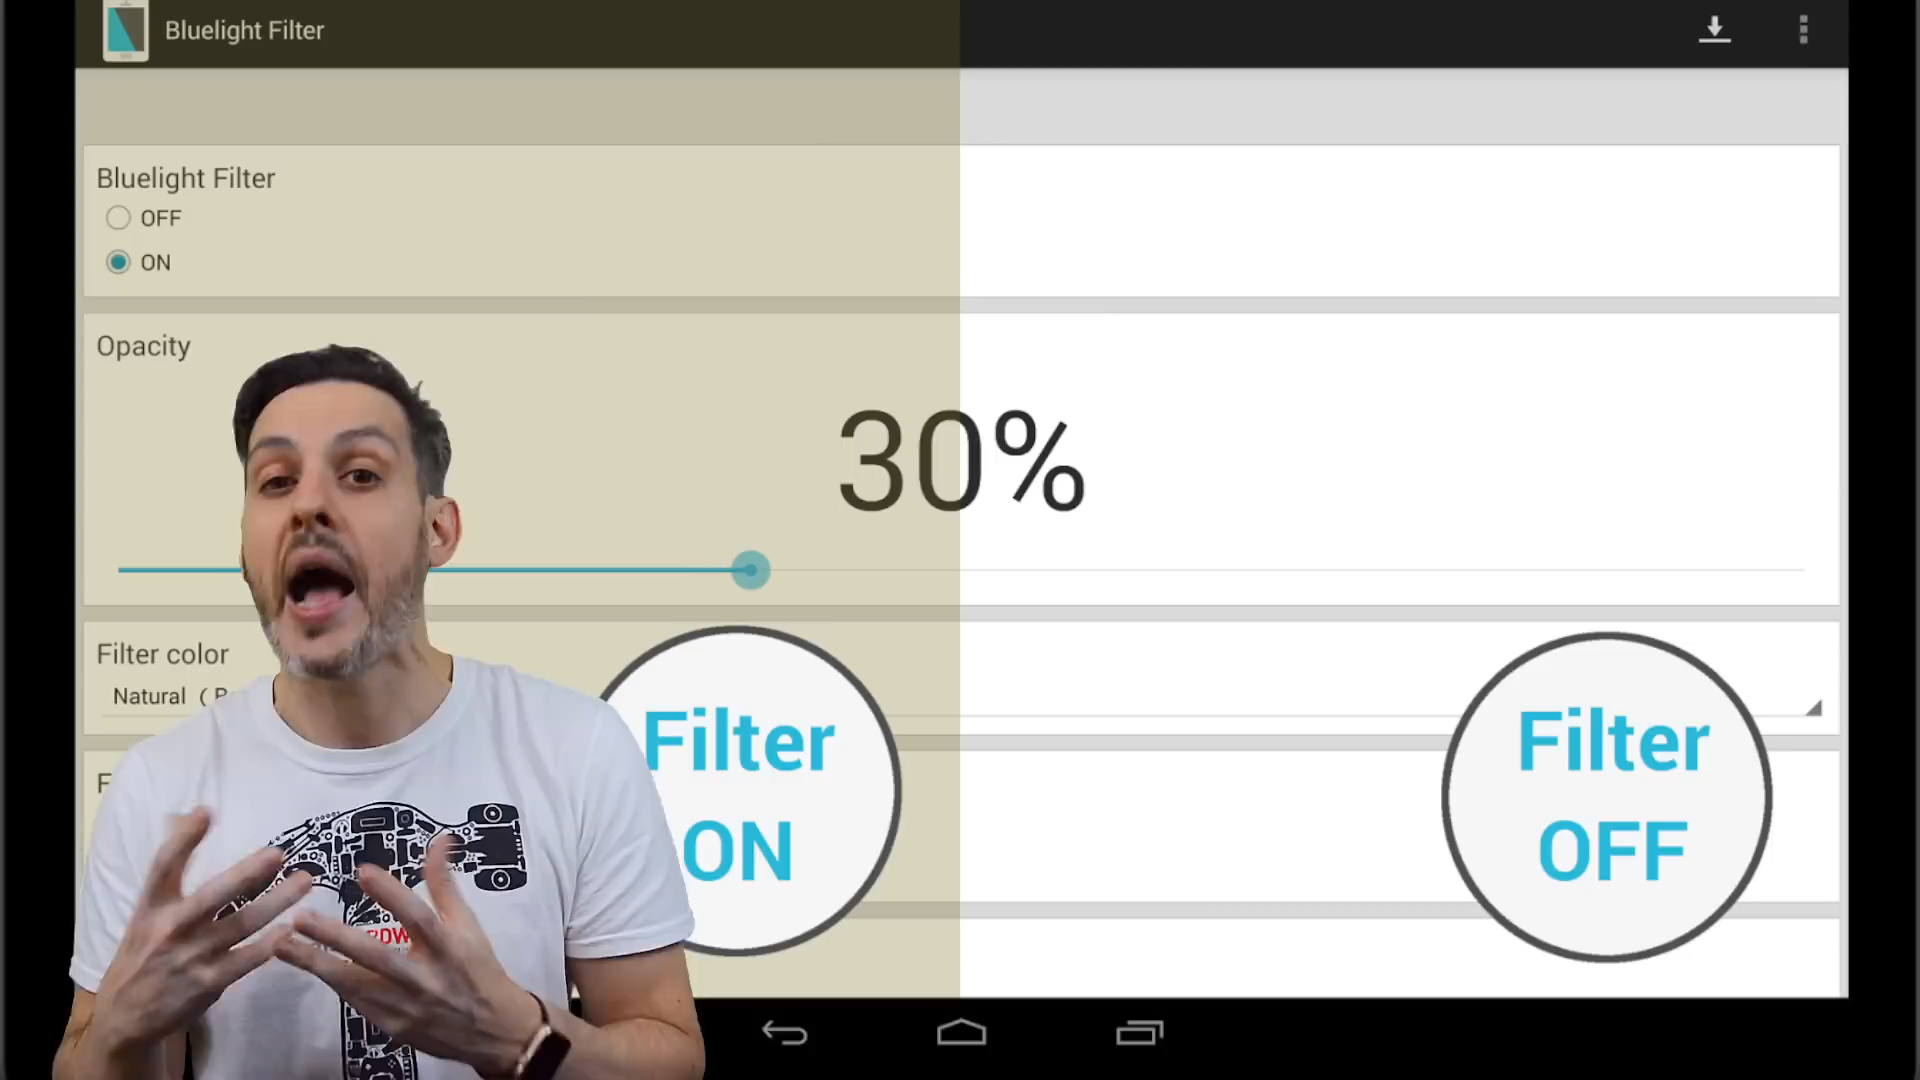 Bluelight Filter
Bluelight Filter
OFF
ON
Opacity
30%
Filter color
Natural
Filter
ON
Filter
OFF